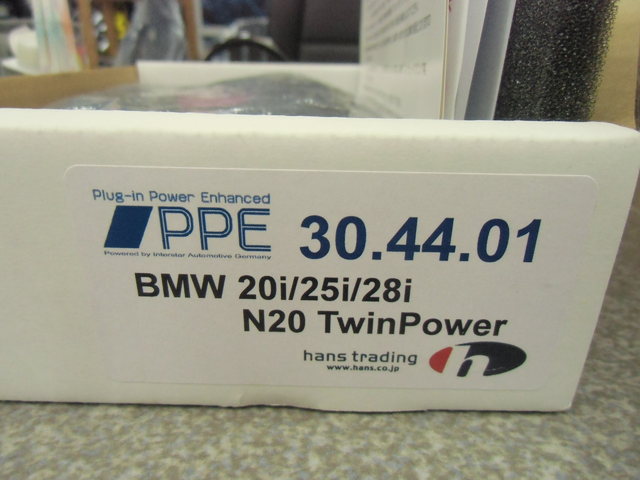 Plug-in Power Enhanced
PPE
Powered by Interstar Automotive Germany
30.44.01
BMW 20i/25i/28i
N20 TwinPower
hans trading
www.hans.co.jp
h